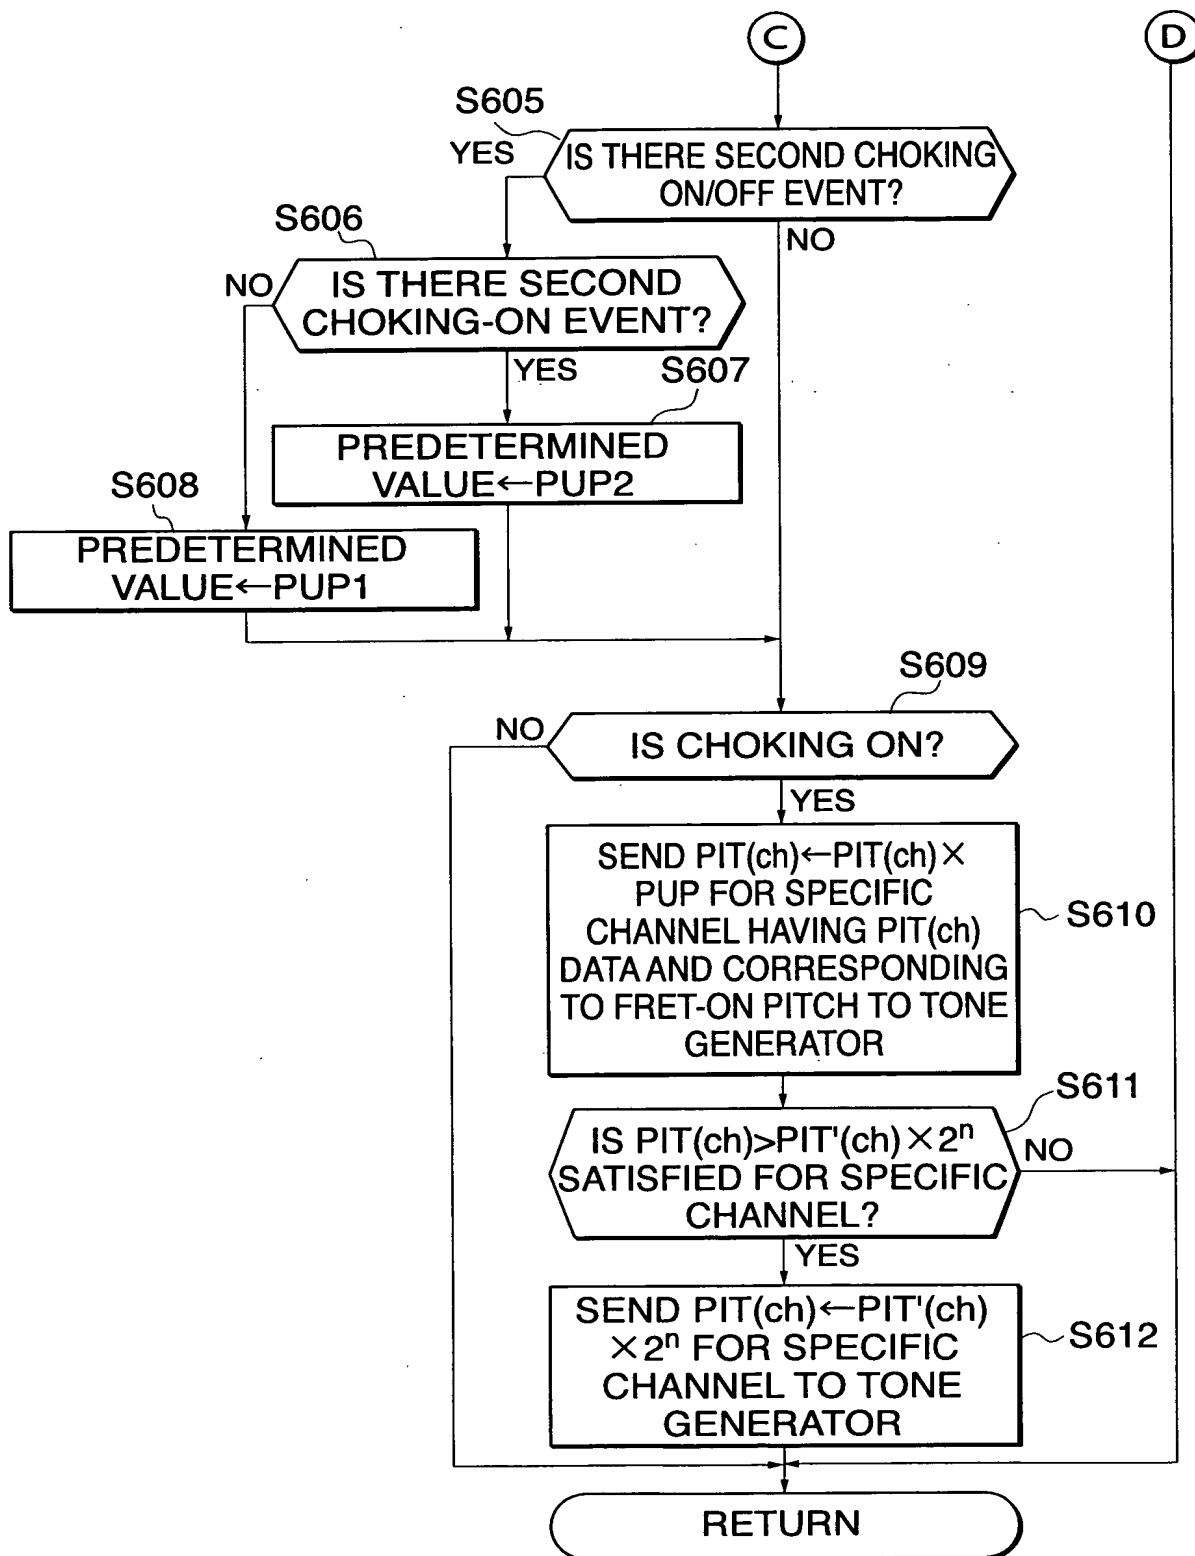 C
D
S605
YES
IS THERE SECOND CHOKING
ON/OFF EVENT?
NO
S606
NO
IS THERE SECOND
CHOKING-ON EVENT?
YES
S607
PREDETERMINED
VALUE←PUP2
S608
PREDETERMINED
VALUE←PUP1
S609
NO
IS CHOKING ON?
YES
SEND PIT(ch)←PIT(ch)×
PUP FOR SPECIFIC
CHANNEL HAVING PIT(ch)
DATA AND CORRESPONDING
TO FRET-ON PITCH TO TONE
GENERATOR
S610
S611
IS PIT(ch)>PIT'(ch)×2ⁿ
SATISFIED FOR SPECIFIC
CHANNEL?
NO
YES
SEND PIT(ch)←PIT'(ch)
×2ⁿ FOR SPECIFIC
CHANNEL TO TONE
GENERATOR
S612
RETURN